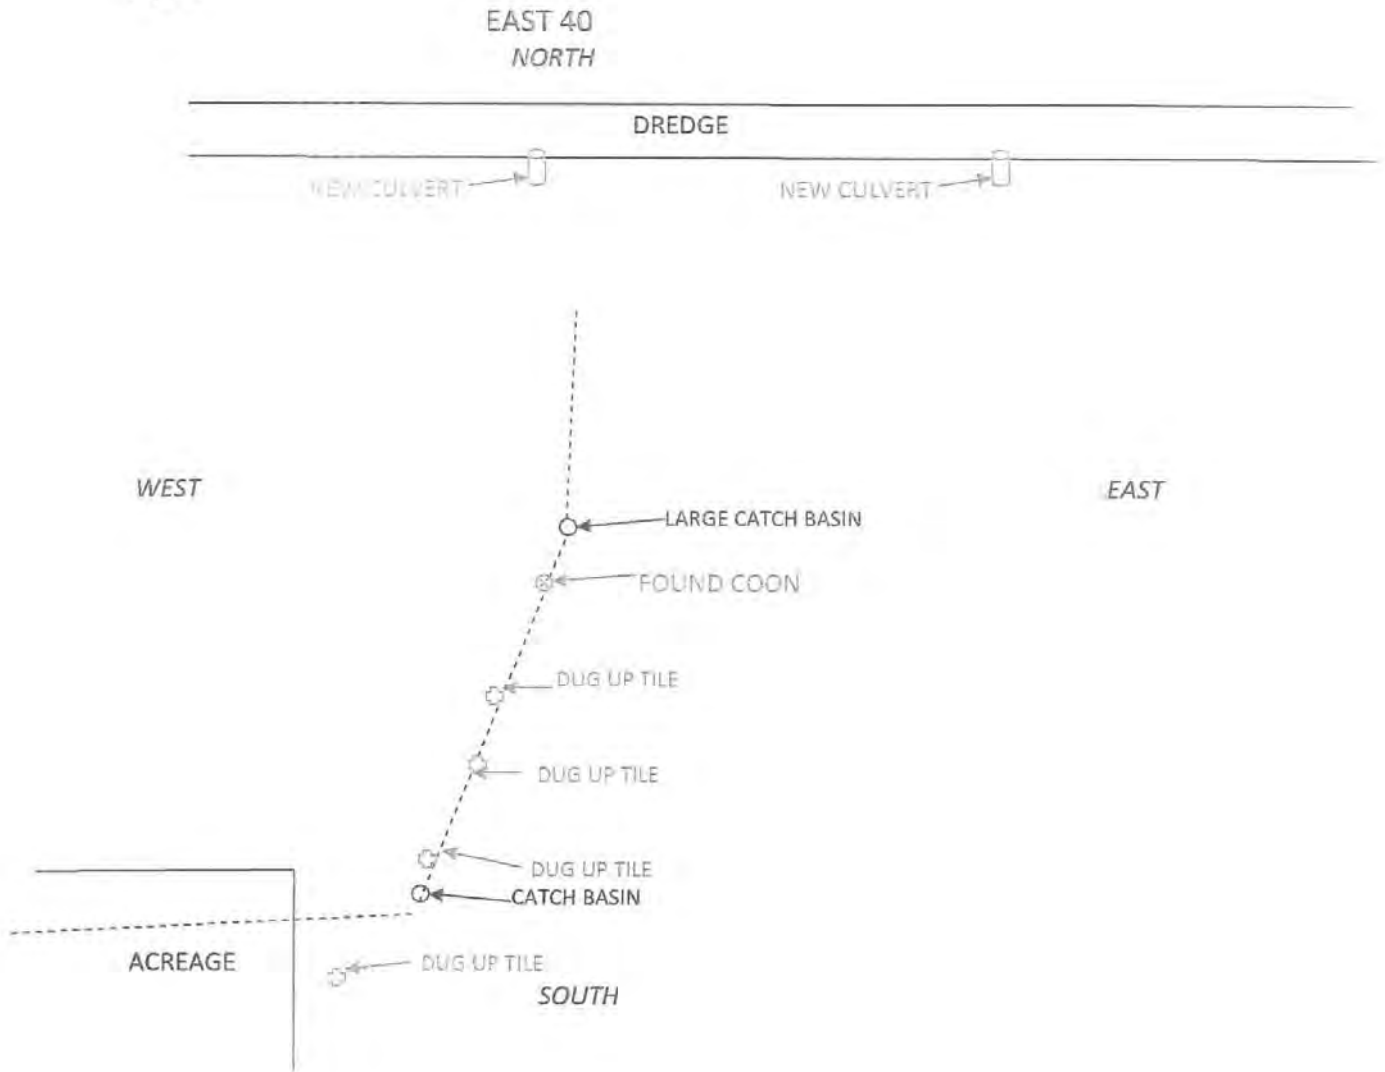 EAST 40
NORTH
DREDGE
NEW CULVERT
NEW CULVERT
WEST
EAST
LARGE CATCH BASIN
FOUND COON
DUG UP TILE
DUG UP TILE
DUG UP TILE
CATCH BASIN
ACREAGE
DUG UP TILE
SOUTH